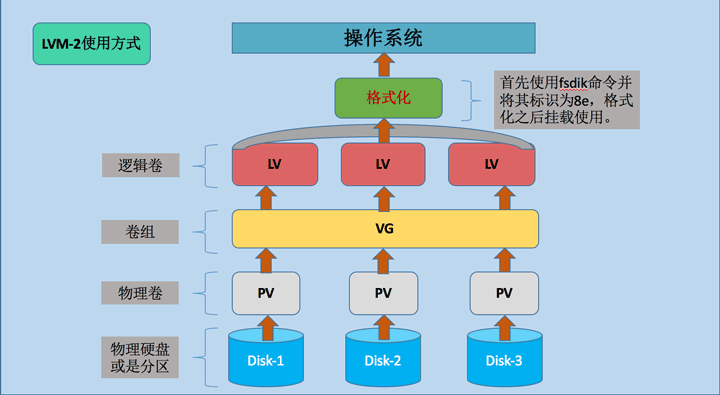 LVM-2使用方式
操作系统
格式化
首先使用fsdik命令并
将其标识为8e，格式
化之后挂载使用。
逻辑卷
LV
LV
LV
卷组
VG
物理卷
PV
PV
PV
物理硬盘
或是分区
Disk-1
Disk-2
Disk-3